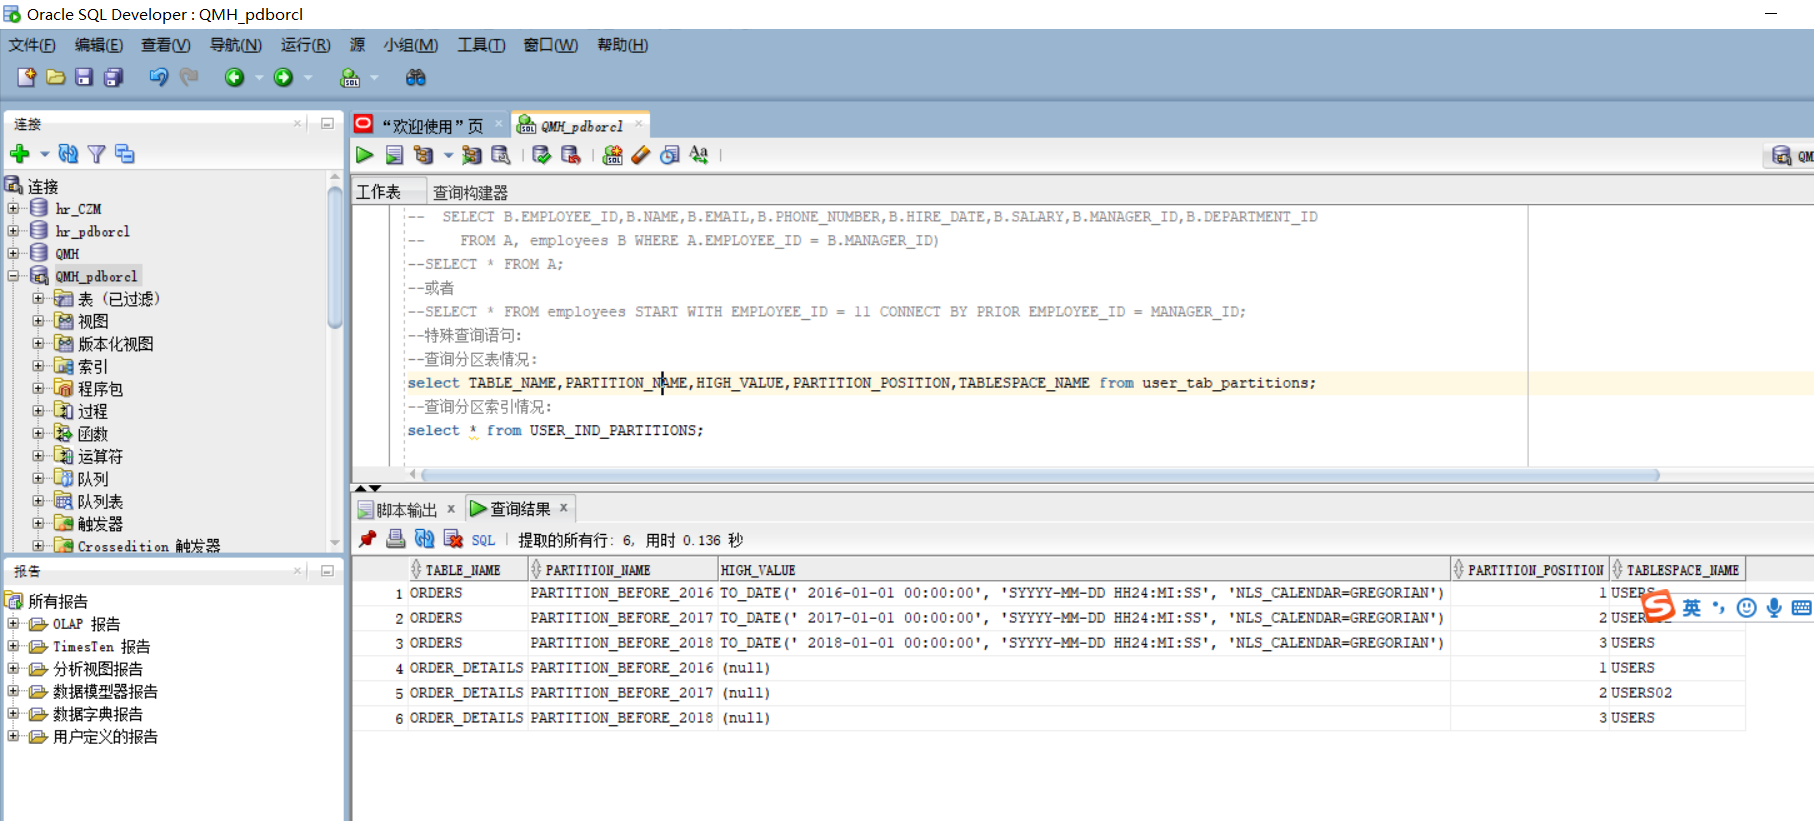 Oracle SQL Developer : QMH_pdborcl
文件(F) 编辑(E) 查看(V) 导航(N) 运行(R) 源 小组(M) 工具(T) 窗口(W) 帮助(H)
连接
连接
hr_CZM
hr_pdborcl
QMH
QMH_pdborcl
表 (已过滤)
视图
版本化视图
索引
程序包
过程
函数
运算符
队列
队列表
触发器
Crossedition 触发器
报告
所有报告
OLAP 报告
TimesTen 报告
分析视图报告
数据模型器报告
数据字典报告
用户定义的报告
“欢迎使用”页 QMH_pdborcl
工作表 查询构建器
-- SELECT B.EMPLOYEE_ID,B.NAME,B.EMAIL,B.PHONE_NUMBER,B.HIRE_DATE,B.SALARY,B.MANAGER_ID,B.DEPARTMENT_ID
-- FROM A, employees B WHERE A.EMPLOYEE_ID = B.MANAGER_ID)
--SELECT * FROM A;
--或者
--SELECT * FROM employees START WITH EMPLOYEE_ID = 11 CONNECT BY PRIOR EMPLOYEE_ID = MANAGER_ID;
--特殊查询语句:
--查询分区表情况:
select TABLE_NAME,PARTITION_NAME,HIGH_VALUE,PARTITION_POSITION,TABLESPACE_NAME from user_tab_partitions;
--查询分区索引情况:
select * from USER_IND_PARTITIONS;
脚本输出 x 查询结果 x
SQL | 提取的所有行: 6, 用时 0.136 秒
TABLE_NAME PARTITION_NAME HIGH_VALUE PARTITION_POSITION TABLESPACE_NAME
1 ORDERS PARTITION_BEFORE_2016 TO_DATE(' 2016-01-01 00:00:00', 'SYYYY-MM-DD HH24:MI:SS', 'NLS_CALENDAR=GREGORIAN') 1 USERS
2 ORDERS PARTITION_BEFORE_2017 TO_DATE(' 2017-01-01 00:00:00', 'SYYYY-MM-DD HH24:MI:SS', 'NLS_CALENDAR=GREGORIAN') 2
3 ORDERS PARTITION_BEFORE_2018 TO_DATE(' 2018-01-01 00:00:00', 'SYYYY-MM-DD HH24:MI:SS', 'NLS_CALENDAR=GREGORIAN') 3 USERS
4 ORDER_DETAILS PARTITION_BEFORE_2016 (null) 1 USERS
5 ORDER_DETAILS PARTITION_BEFORE_2017 (null) 2 USERS02
6 ORDER_DETAILS PARTITION_BEFORE_2018 (null) 3 USERS
英